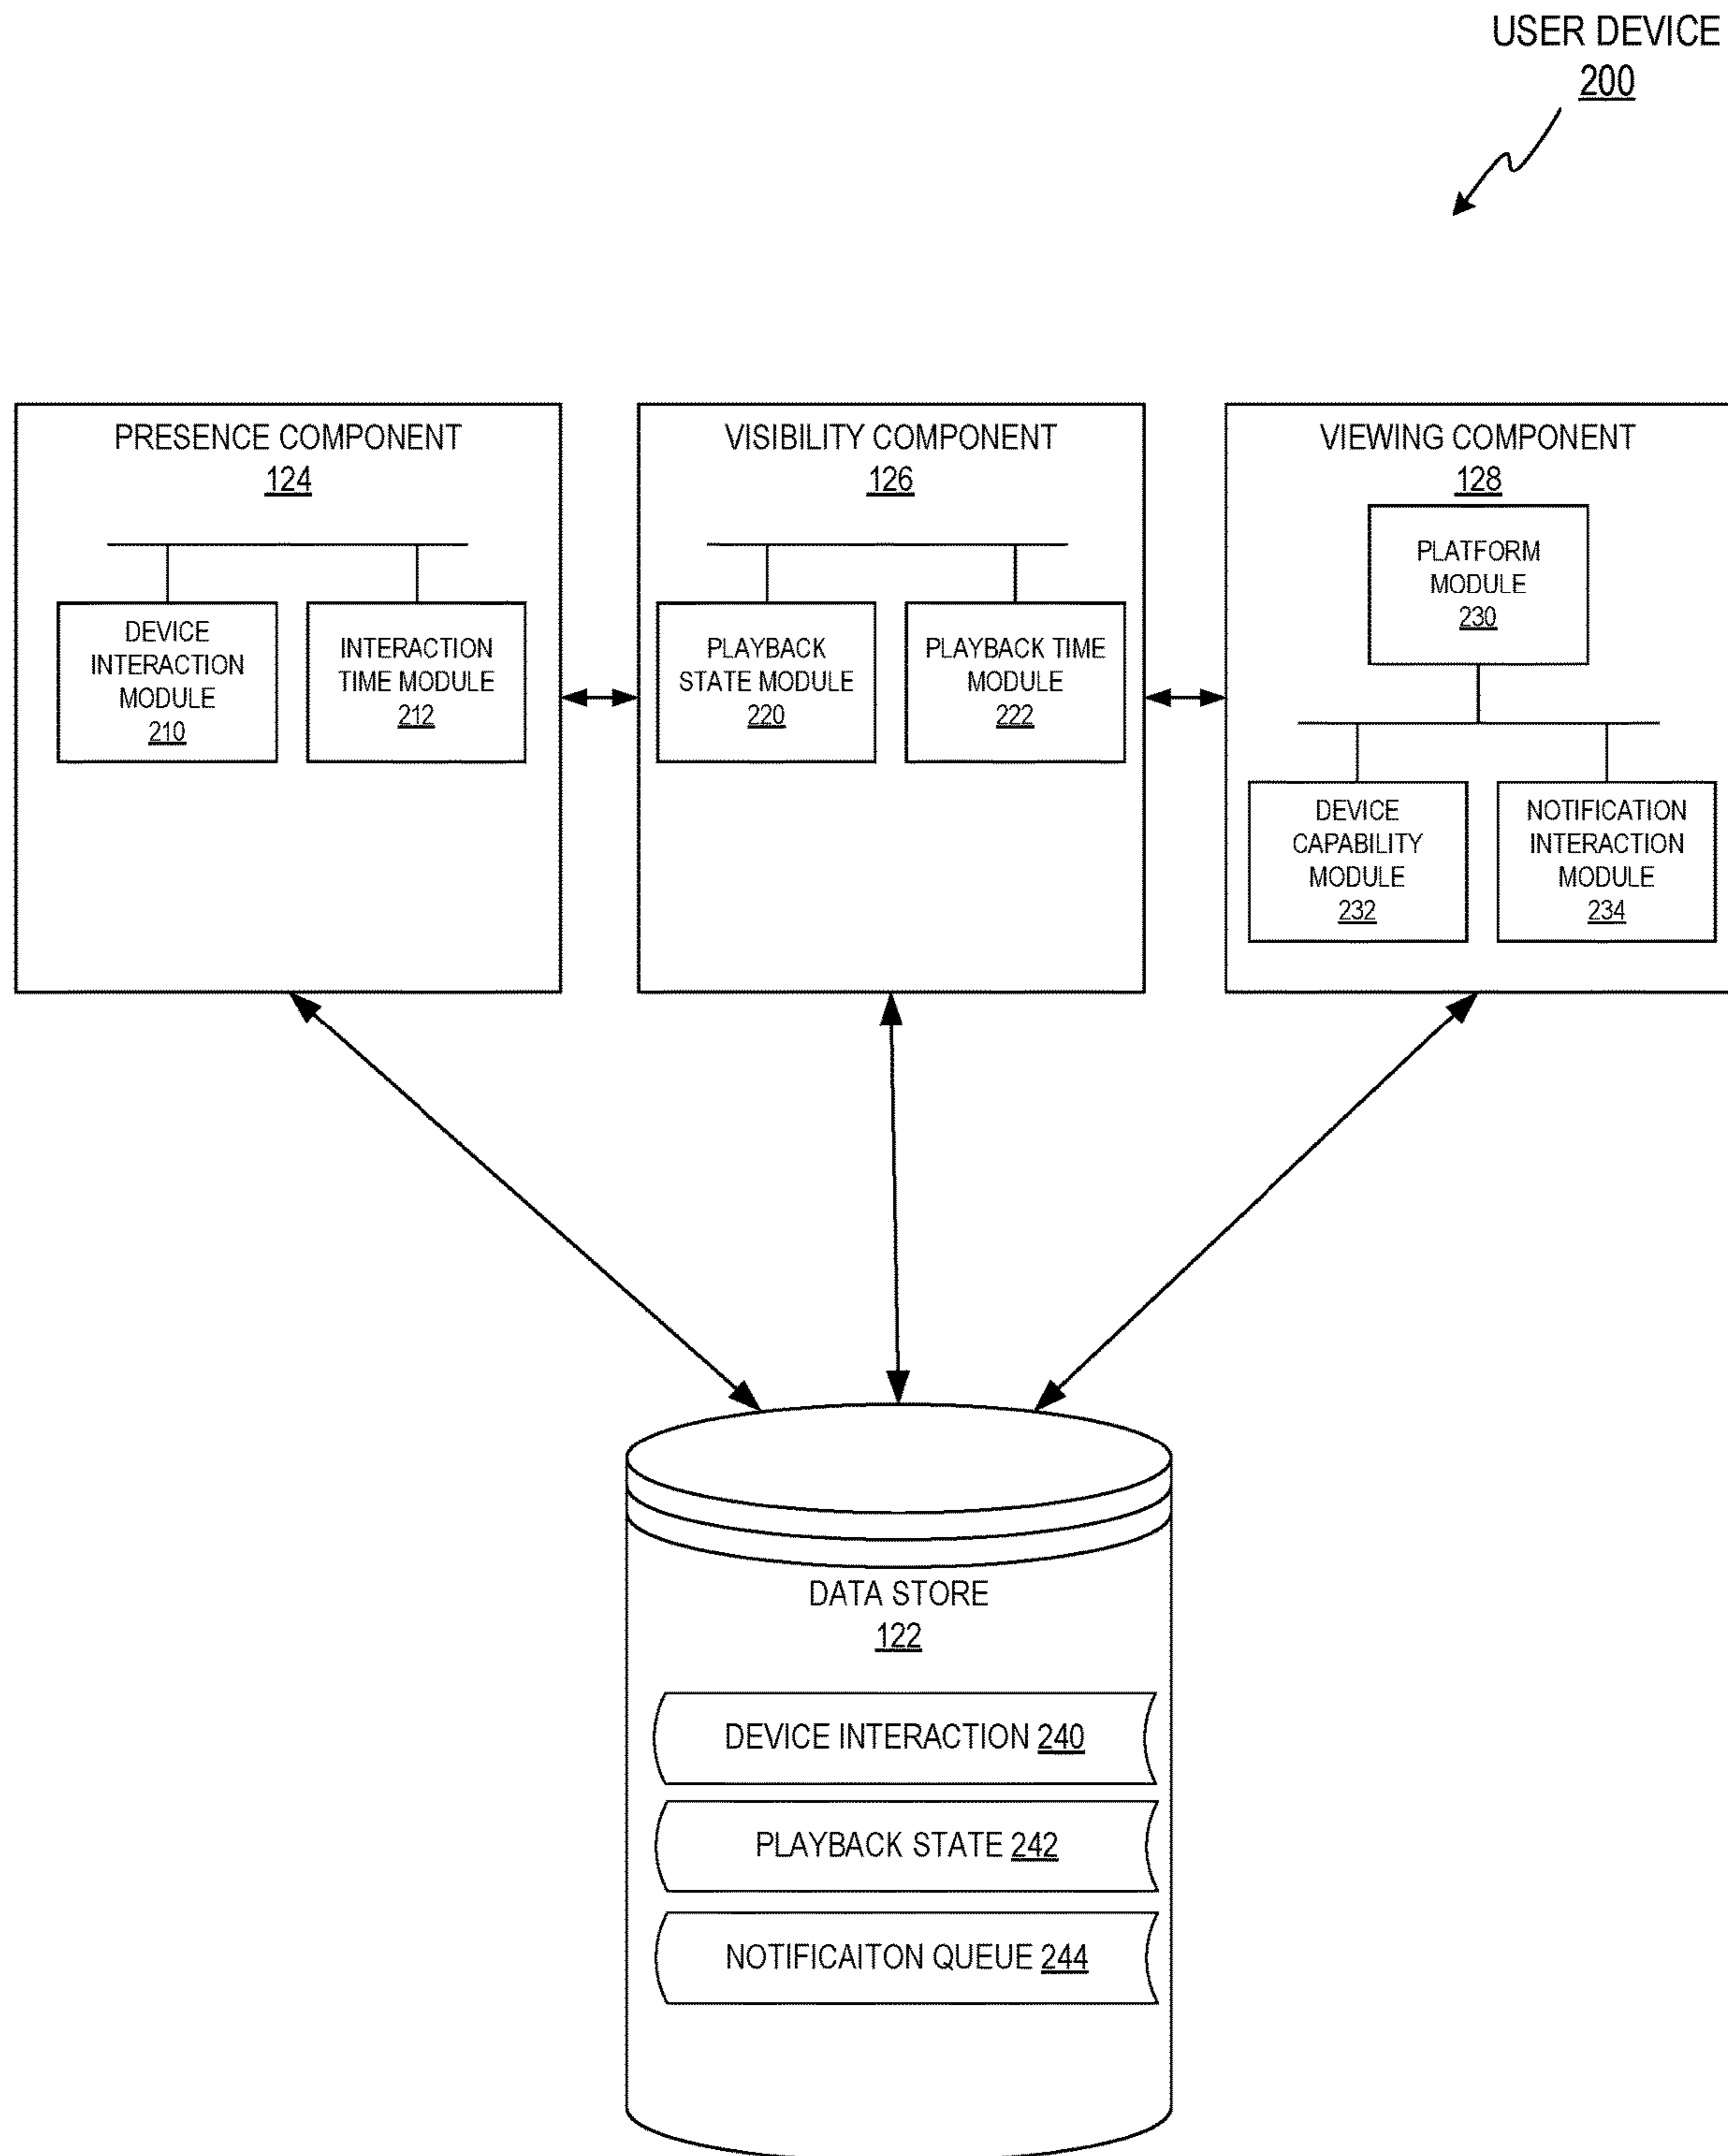 USER DEVICE
200
PRESENCE COMPONENT
124
DEVICE
INTERACTION
MODULE
210
INTERACTION
TIME MODULE
212
VISIBILITY COMPONENT
126
PLAYBACK
STATE MODULE
220
PLAYBACK TIME
MODULE
222
VIEWING COMPONENT
128
PLATFORM
MODULE
230
DEVICE
CAPABILITY
MODULE
232
NOTIFICATION
INTERACTION
MODULE
234
DATA STORE
122
DEVICE INTERACTION 240
PLAYBACK STATE 242
NOTIFICAITON QUEUE 244